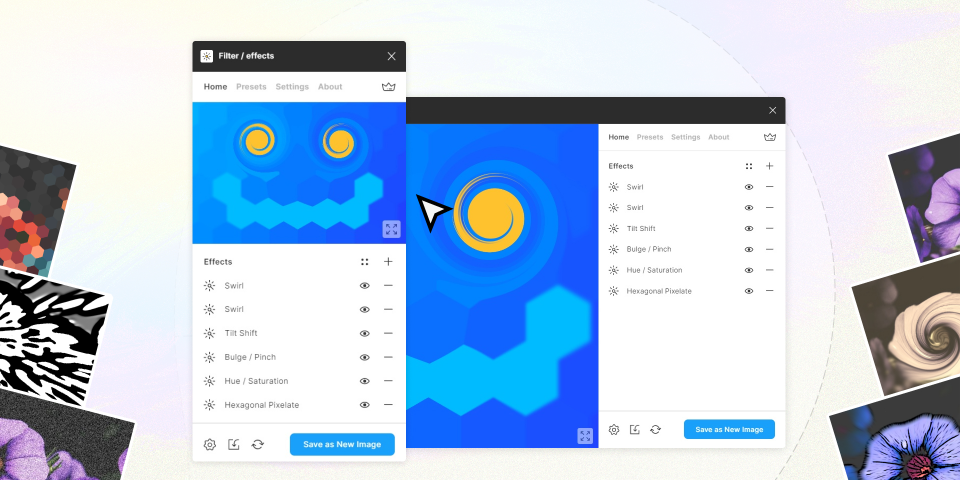 Filter / effects
Home Presets Settings About
Effects
Swirl
Swirl
Tilt Shift
Bulge / Pinch
Hue / Saturation
Hexagonal Pixelate
Save as New Image
Home Presets Settings About
Effects
Swirl
Swirl
Tilt Shift
Bulge / Pinch
Hue / Saturation
Hexagonal Pixelate
Save as New Image